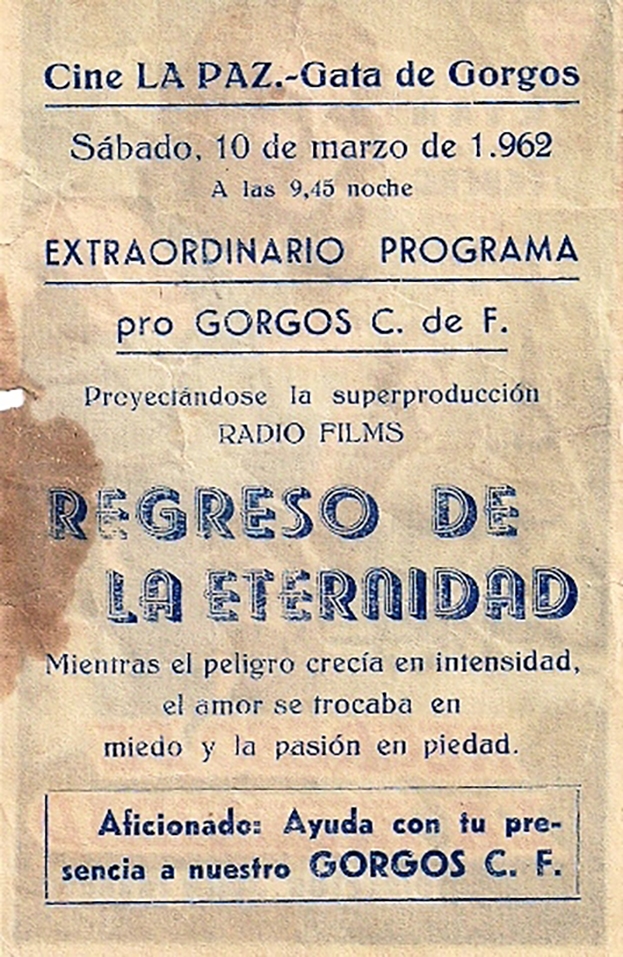 Cine LA PAZ.-Gata de Gorgos
Sábado, 10 de marzo de 1.962
A las 9,45 noche
EXTRAORDINARIO PROGRAMA
pro GORGOS C. de F.
Proyectándose la superproducción
RADIO FILMS
REGRESO DE
LA ETERNIDAD
Mientras el peligro crecía en intensidad,
el amor se trocaba en
miedo y la pasión en piedad.
Aficionado: Ayuda con tu pre-
sencia a nuestro GORGOS C. F.